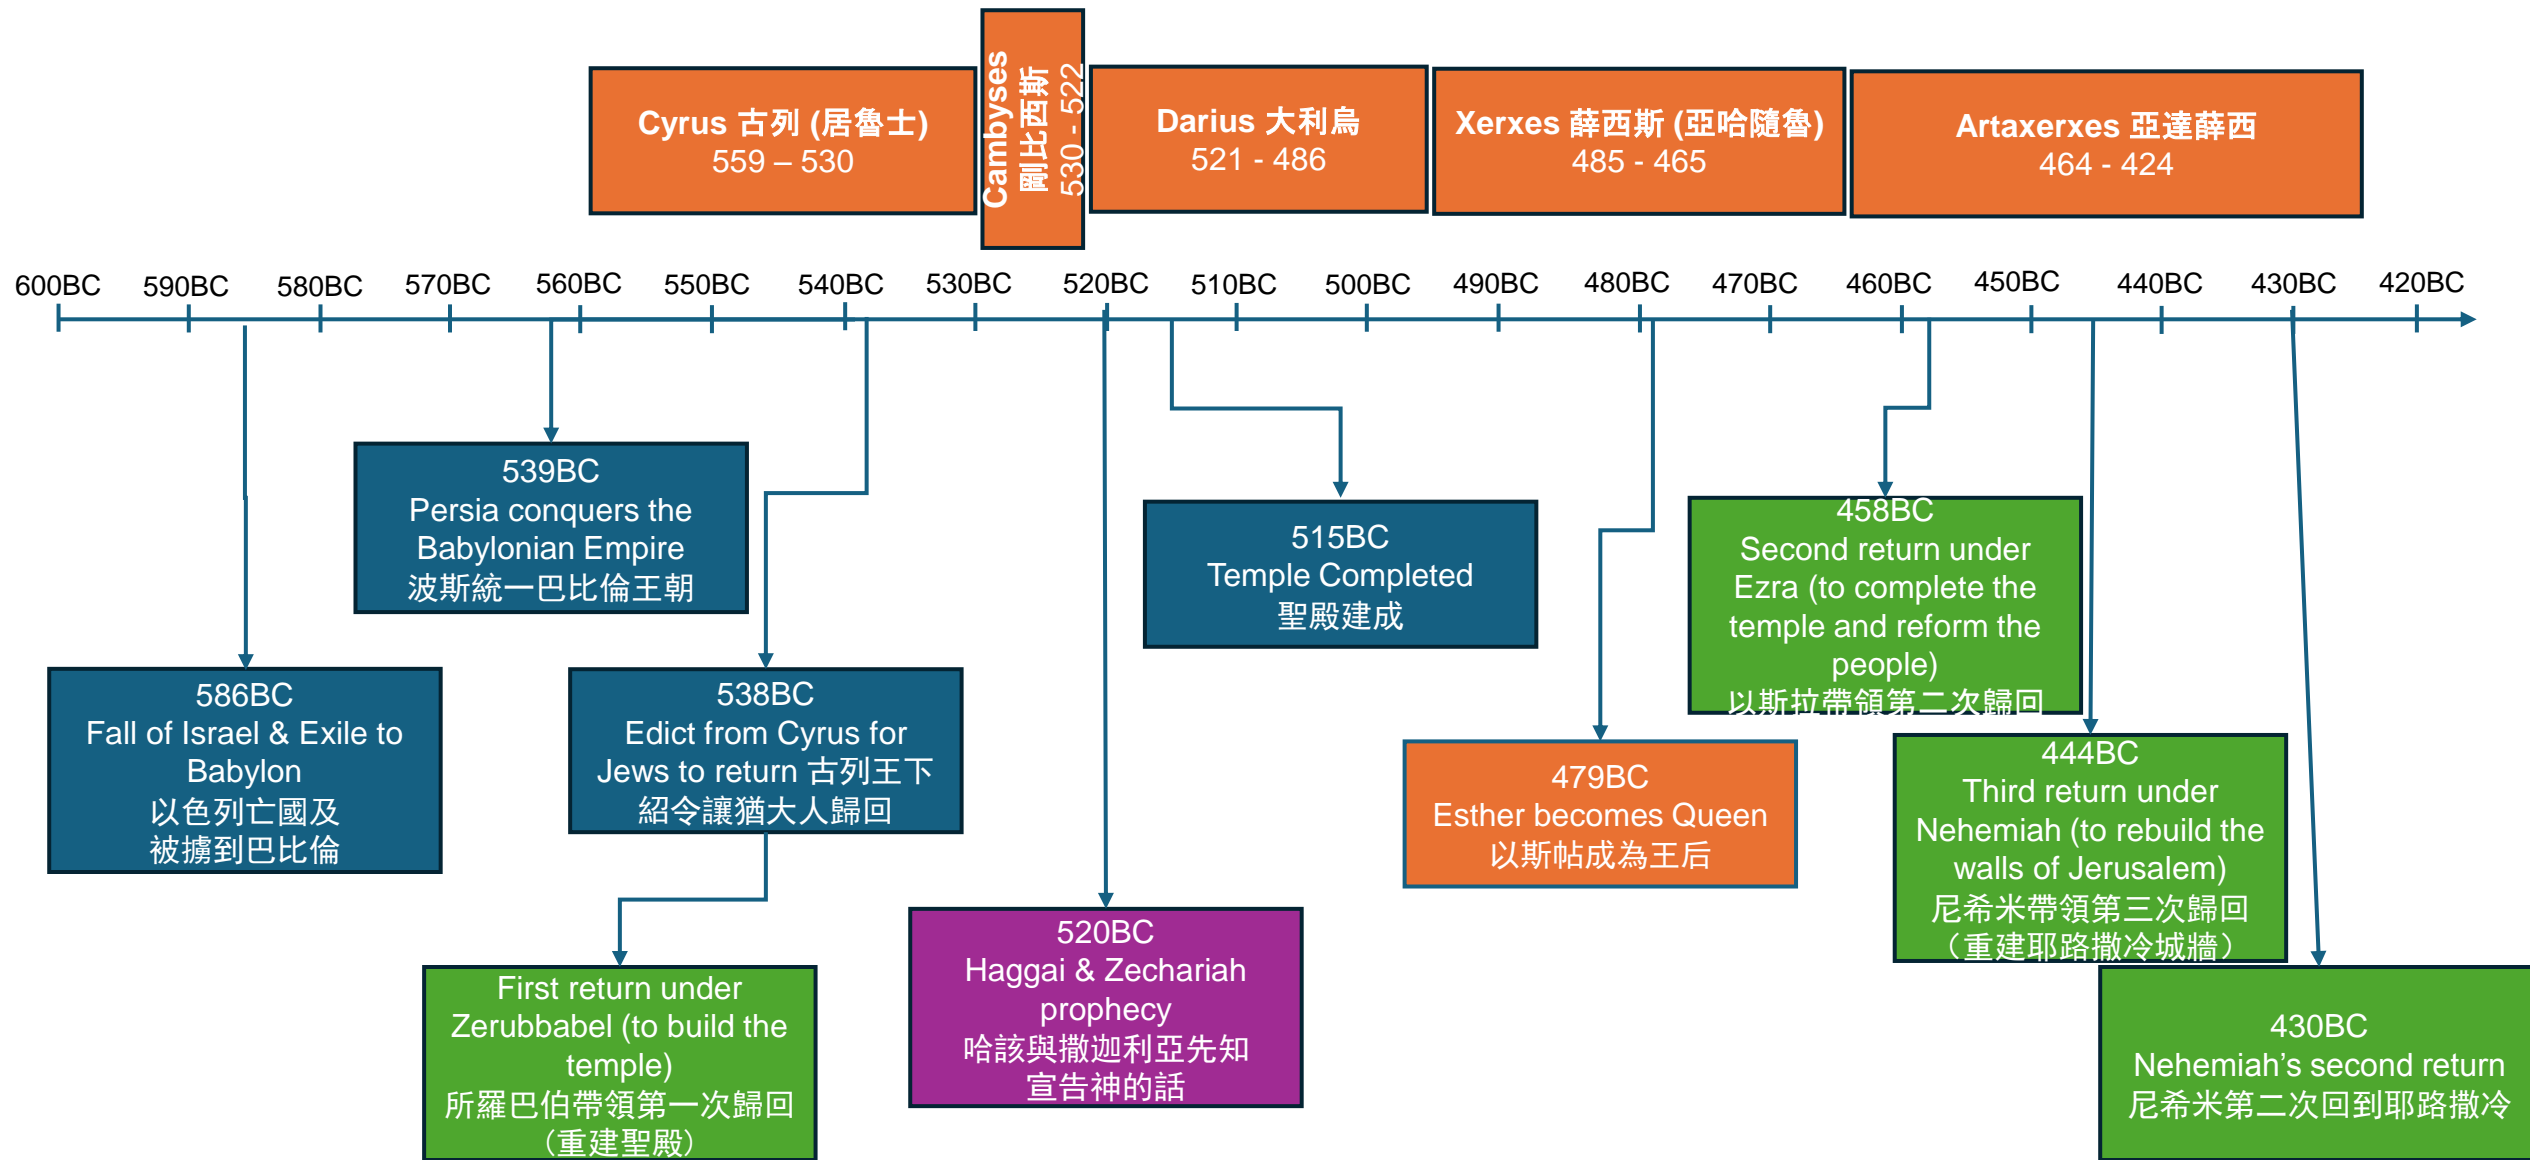 Cyrus 古列 (居魯士)
559 – 530
Cambyses
剛比西斯
530 - 522
Darius 大利烏
521 - 486
Xerxes 薛西斯 (亞哈隨魯)
485 - 465
Artaxerxes 亞達薛西
464 - 424
600BC 590BC 580BC 570BC 560BC 550BC 540BC 530BC 520BC 510BC 500BC 490BC 480BC 470BC 460BC 450BC 440BC 430BC 420BC
539BC
Persia conquers the
Babylonian Empire
波斯統一巴比倫王朝
586BC
Fall of Israel & Exile to
Babylon
以色列亡國及
被擄到巴比倫
538BC
Edict from Cyrus for
Jews to return 古列王下
紹令讓猶大人歸回
First return under
Zerubbabel (to build the
temple)
所羅巴伯帶領第一次歸回
(重建聖殿)
520BC
Haggai & Zechariah
prophecy
哈該與撒迦利亞先知
宣告神的話
515BC
Temple Completed
聖殿建成
479BC
Esther becomes Queen
以斯帖成為王后
458BC
Second return under
Ezra (to complete the
temple and reform the
people)
以斯拉帶領第二次歸回
444BC
Third return under
Nehemiah (to rebuild the
walls of Jerusalem)
尼希米帶領第三次歸回
（重建耶路撒冷城牆）
430BC
Nehemiah’s second return
尼希米第二次回到耶路撒冷